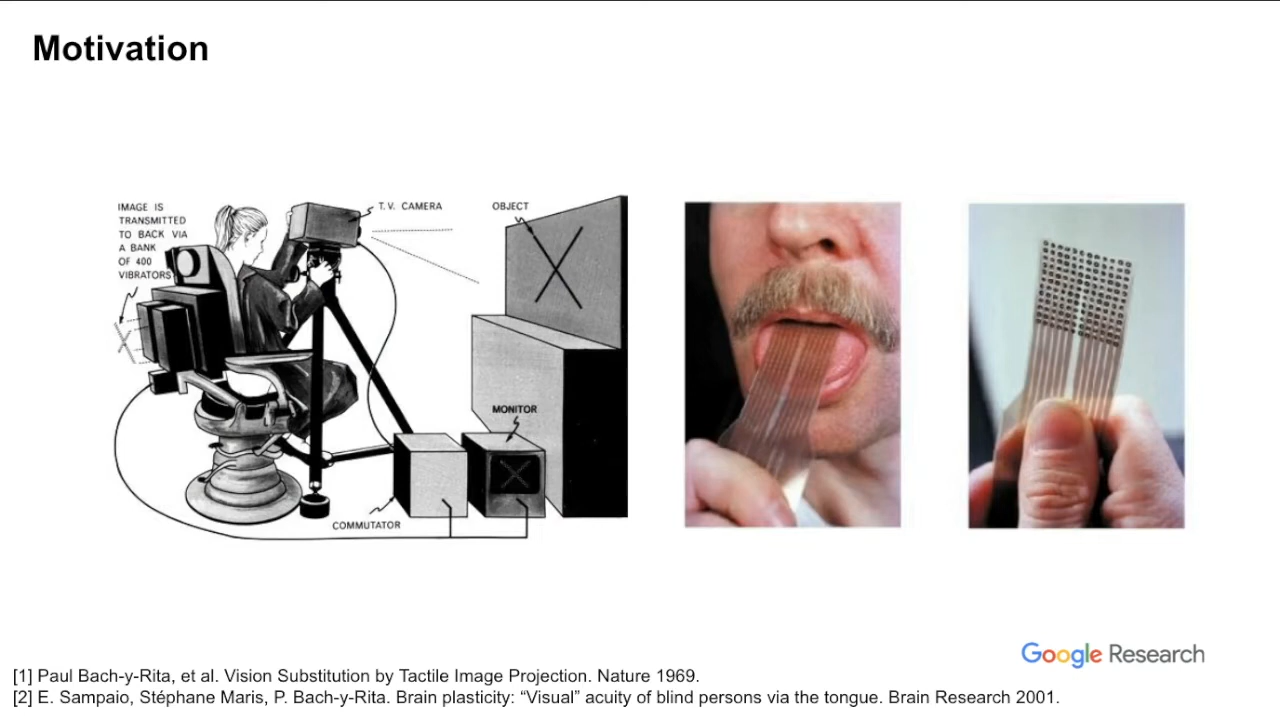 Motivation
IMAGE IS
TRANSMITTED
TO BACK VIA
A BANK
OF 400
VIBRATORS
T.V. CAMERA
OBJECT
MONITOR
COMMUTATOR
Google Research
[1] Paul Bach-y-Rita, et al. Vision Substitution by Tactile Image Projection. Nature 1969.
[2] E. Sampaio, Stéphane Maris, P. Bach-y-Rita. Brain plasticity: “Visual” acuity of blind persons via the tongue. Brain Research 2001.